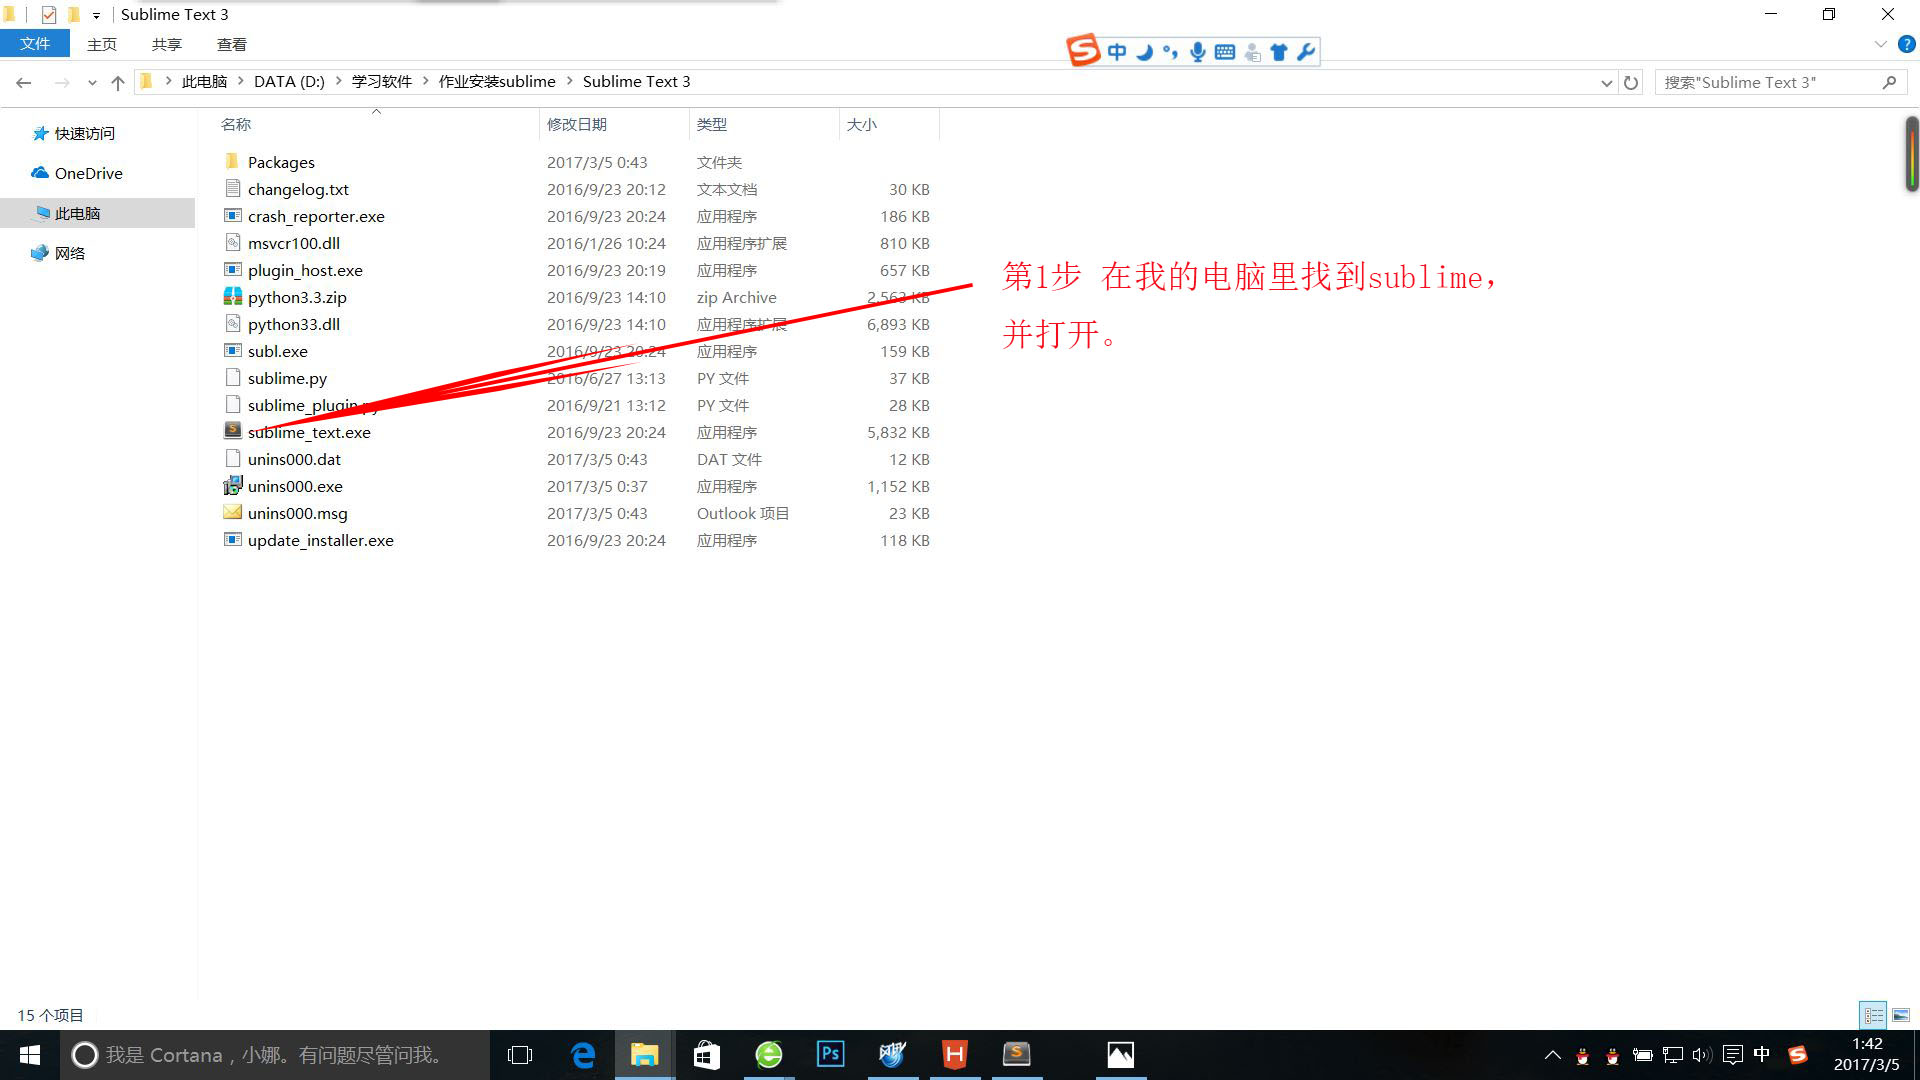 Sublime Text 3
文件 主页 共享 查看
中
此电脑 DATA (D:) 学习软件 作业安装sublime Sublime Text 3
搜索"Sublime Text 3"
快速访问
OneDrive
此电脑
网络
名称 修改日期 类型 大小
Packages 2017/3/5 0:43 文件夹
changelog.txt 2016/9/23 20:12 文本文档 30 KB
crash_reporter.exe 2016/9/23 20:24 应用程序 186 KB
msvcr100.dll 2016/1/26 10:24 应用程序扩展 810 KB
plugin_host.exe 2016/9/23 20:19 应用程序 657 KB
python3.3.zip 2016/9/23 14:10 zip Archive 2,563 KB
python33.dll 2016/9/23 14:10 应用程序扩展 6,893 KB
subl.exe 2016/9/23 20:24 应用程序 159 KB
sublime.py 2016/6/27 13:13 PY 文件 37 KB
sublime_plugin.py 2016/9/21 13:12 PY 文件 28 KB
sublime_text.exe 2016/9/23 20:24 应用程序 5,832 KB
unins000.dat 2017/3/5 0:43 DAT 文件 12 KB
unins000.exe 2017/3/5 0:37 应用程序 1,152 KB
unins000.msg 2017/3/5 0:43 Outlook 项目 23 KB
update_installer.exe 2016/9/23 20:24 应用程序 118 KB
第1步 在我的电脑里找到sublime,
并打开。
15 个项目
我是 Cortana，小娜。有问题尽管问我。
Ps
H
中
1:42
2017/3/5